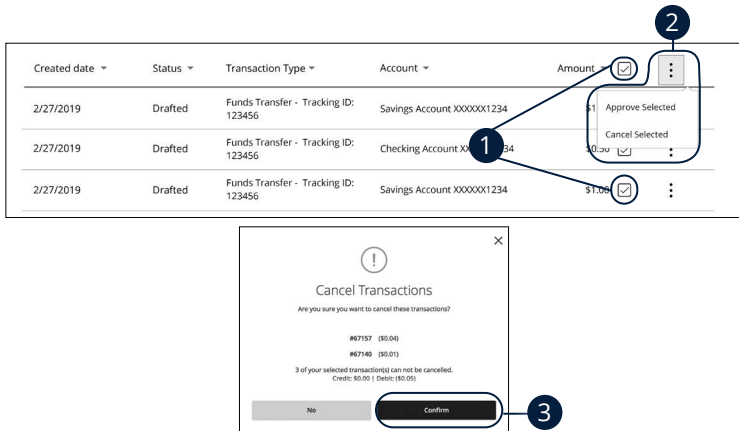 2
Created date Status Transaction Type Account Amount
2/27/2019 Drafted Funds Transfer - Tracking ID: 123456 Savings Account XXXXXX1234 $1
Approve Selected
Cancel Selected
1
2/27/2019 Drafted Funds Transfer - Tracking ID: 123456 Checking Account XX 34 $0.50
2/27/2019 Drafted Funds Transfer - Tracking ID: 123456 Savings Account XXXXXX1234 $1.00
Cancel Transactions
Are you sure you want to cancel these transactions?
#67157 ($0.04)
#67140 ($0.01)
3 of your selected transaction(s) can not be cancelled.
Credit: $0.00 | Debit: ($0.05)
No Confirm
3